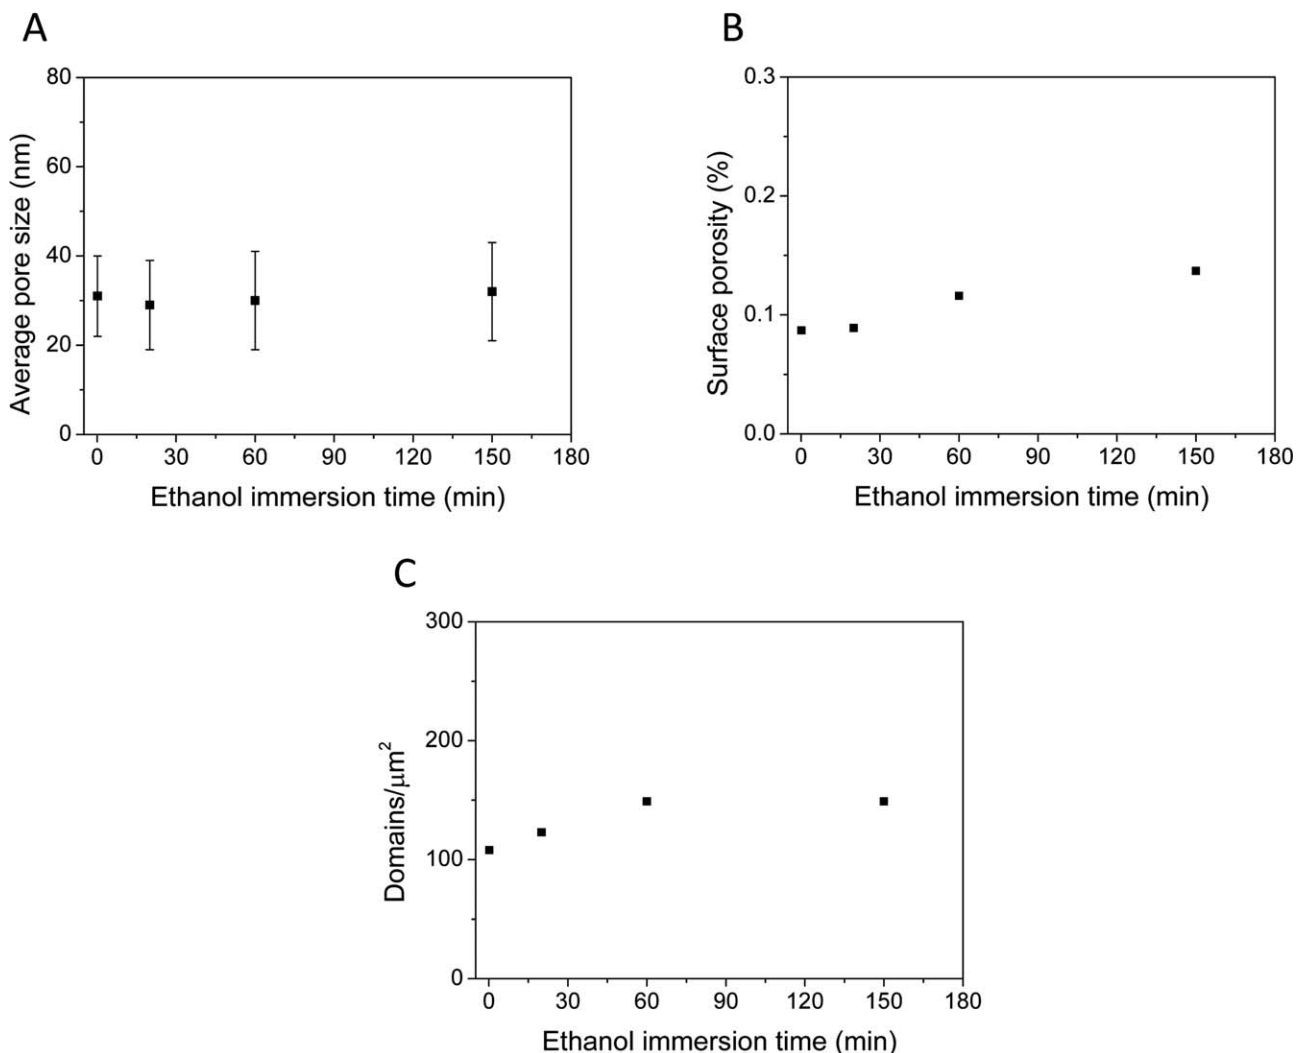 A
80
60
40
20
0
Average pore size (nm)
0 30 60 90 120 150 180
Ethanol immersion time (min)
B
0.3
0.2
0.1
0.0
Surface porosity (%)
0 30 60 90 120 150 180
Ethanol immersion time (min)
C
300
200
100
0
Domains/μm²
0 30 60 90 120 150 180
Ethanol immersion time (min)